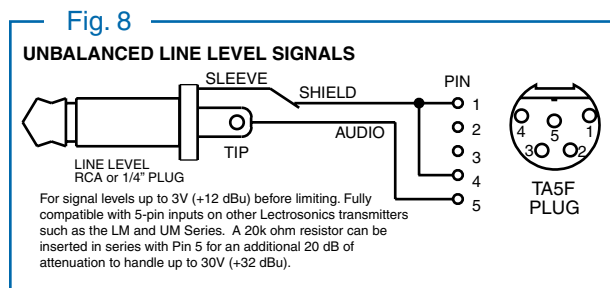 Fig. 8
UNBALANCED LINE LEVEL SIGNALS
SLEEVE
SHIELD
PIN
1
2
3
4
5
AUDIO
TIP
LINE LEVEL
RCA or 1/4" PLUG
4
5
1
3
2
TA5F
PLUG
For signal levels up to 3V (+12 dBu) before limiting. Fully
compatible with 5-pin inputs on other Lectrosonics transmitters
such as the LM and UM Series. A 20k ohm resistor can be
inserted in series with Pin 5 for an additional 20 dB of
attenuation to handle up to 30V (+32 dBu).